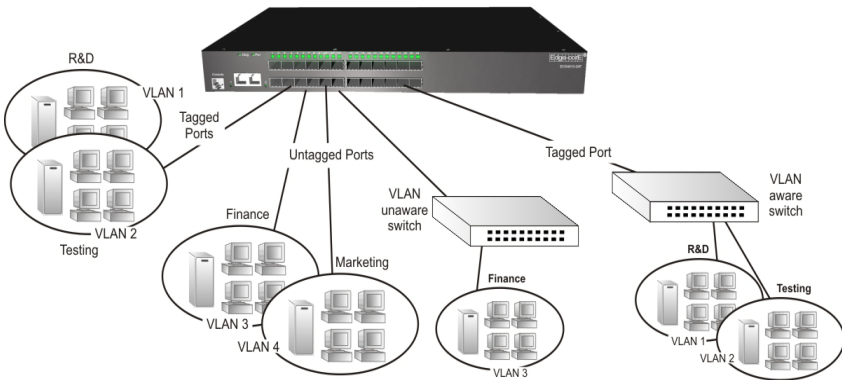 R&D
VLAN 1
Tagged
Ports
VLAN 2
Testing
Console
Edge-corE
Untagged Ports
Finance
VLAN 3
Marketing
VLAN 4
VLAN
unaware
switch
Finance
VLAN 3
Tagged Port
VLAN
aware
switch
R&D
VLAN 1
Testing
VLAN 2